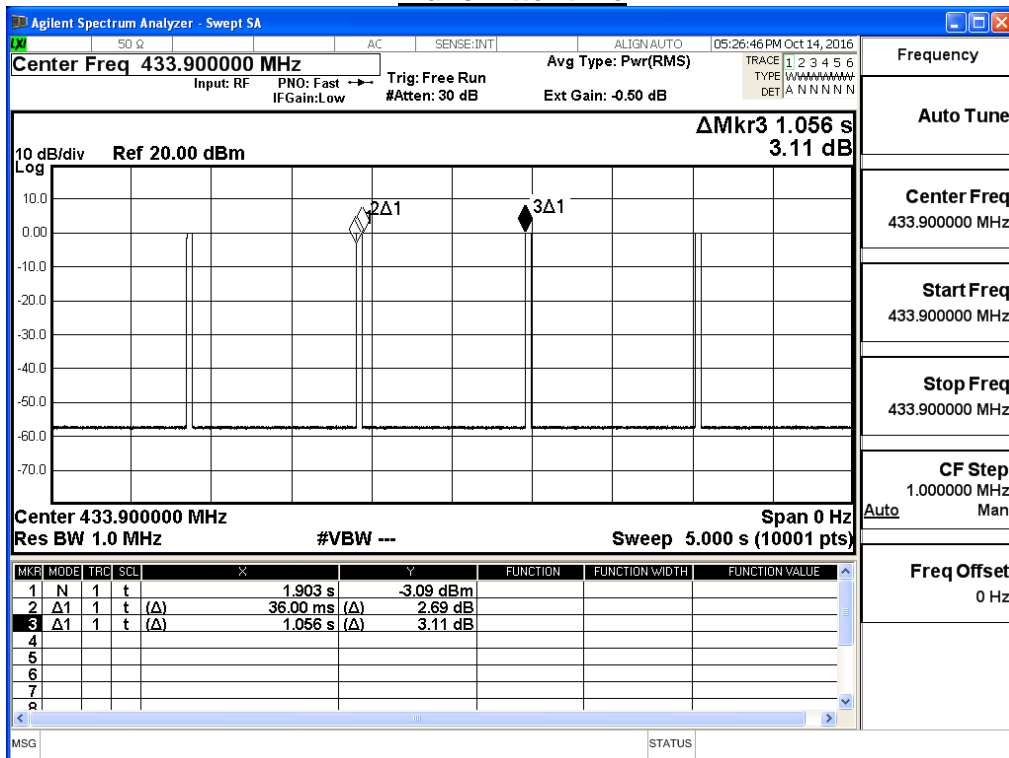 Agilent Spectrum Analyzer - Swept SA
LXI 50 Ω AC SENSE:INT ALIGN AUTO 05:26:46 PM Oct 14, 2016
Center Freq 433.900000 MHz
Input: RF PNO: Fast Trig: Free Run Avg Type: Pwr(RMS) TRACE 1 2 3 4 5 6
TYPE
IFGain:Low #Atten: 30 dB Ext Gain: -0.50 dB DET A N N N N N
ΔMkr3 1.056 s
3.11 dB
10 dB/div Ref 20.00 dBm
Log
10.0
0.00
-10.0
-20.0
-30.0
-40.0
-50.0
-60.0
-70.0
2Δ1
3Δ1
Center 433.900000 MHz Span 0 Hz
Res BW 1.0 MHz #VBW --- Sweep 5.000 s (10001 pts)
MKR MODE TRC SCL X Y FUNCTION FUNCTION WIDTH FUNCTION VALUE
1 N 1 t 1.903 s -3.09 dBm
2 Δ1 1 t (Δ) 36.00 ms (Δ) 2.69 dB
3 Δ1 1 t (Δ) 1.056 s (Δ) 3.11 dB
4
5
6
7
8
MSG STATUS
Frequency
Auto Tune
Center Freq
433.900000 MHz
Start Freq
433.900000 MHz
Stop Freq
433.900000 MHz
CF Step
1.000000 MHz
Auto Man
Freq Offset
0 Hz